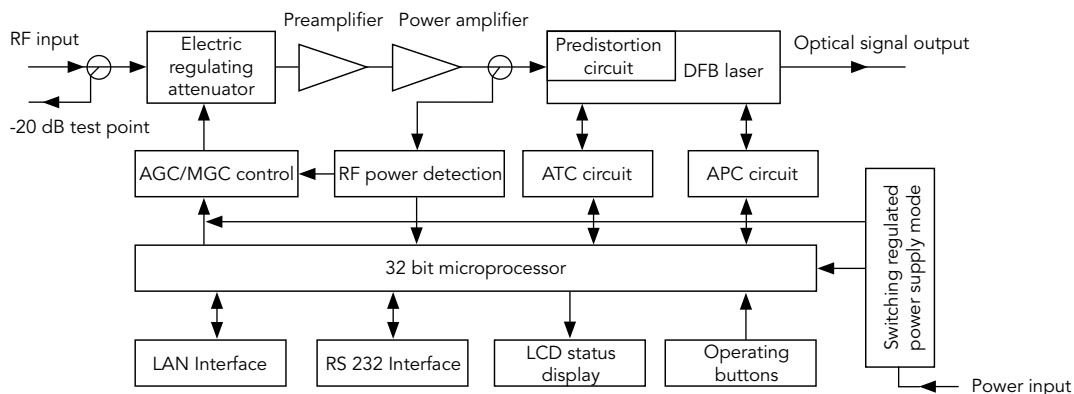 Preamplifier
Power amplifier
RF input
Electric
regulating
attenuator
Predistortion
circuit
DFB laser
Optical signal output
-20 dB test point
AGC/MGC control
RF power detection
ATC circuit
APC circuit
Switching regulated
power supply mode
32 bit microprocessor
LAN Interface
RS 232 Interface
LCD status
display
Operating
buttons
Power input